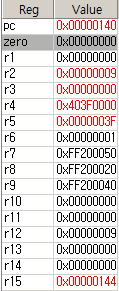 Reg Value
pc 0x00000140
zero 0x00000000
r1 0x00000000
r2 0x00000009
r3 0x00000000
r4 0x403F0000
r5 0x0000003F
r6 0x00000001
r7 0xFF200050
r8 0xFF200020
r9 0xFF200040
r10 0x00000000
r11 0x00000000
r12 0x00000009
r13 0x00000000
r14 0x00000000
r15 0x00000144